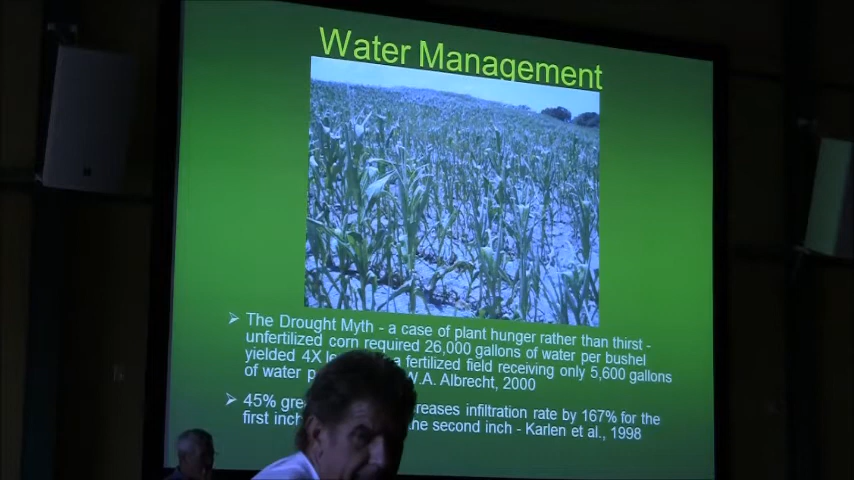 Water Management
➢ The Drought Myth - a case of plant hunger rather than thirst -
unfertilized corn required 26,000 gallons of water per bushel
yielded 4X a fertilized field receiving only 5,600 gallons
of water W.A. Albrecht, 2000
➢ 45% infiltration rate by 167% for the
first the second inch - Karlen et al., 1998